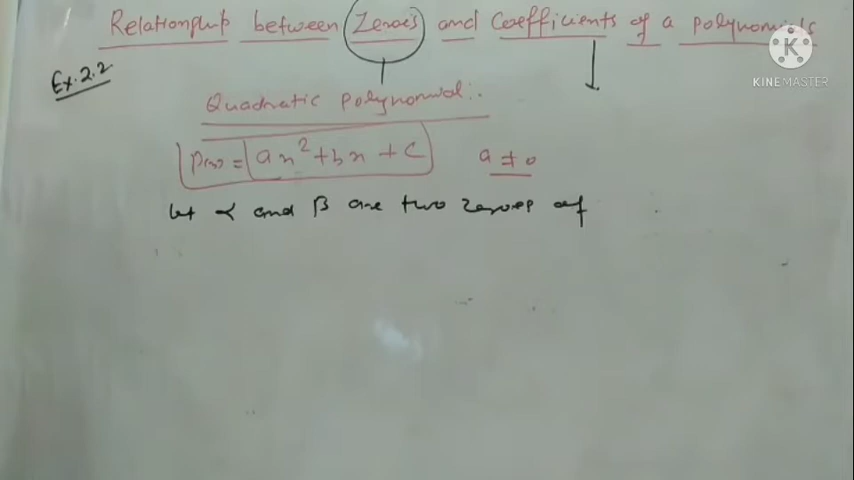 Relationship between Zeroes and Coefficients of a polynomials
Ex. 2.2
Quadratic polynomial:.
P(x) = ax² + bx + c a ≠ 0
let α and β are two zeroes of
K
KINEMASTER